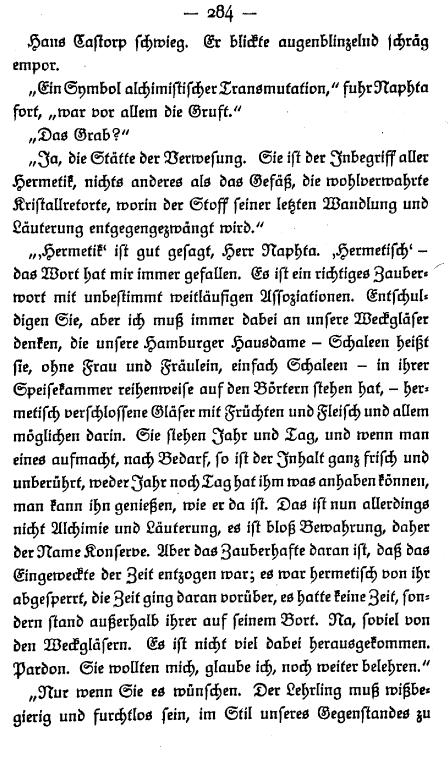 — 284 —
Hans Castorp schwieg. Er blickte augenblinzelnd schräg
empor.
„Ein Symbol alchimistischer Transmutation,“ fuhr Naphta
fort, „war vor allem die Gruft.“
„Das Grab?“
„Ja, die Stätte der Verwesung. Sie ist der Inbegriff aller
Hermetik, nichts anderes als das Gefäß, die wohlverwahrte
Kristallretorte, worin der Stoff seiner letzten Wandlung und
Läuterung entgegengezwängt wird.“
„‚Hermetik‘ ist gut gesagt, Herr Naphta. ‚Hermetisch‘ –
das Wort hat mir immer gefallen. Es ist ein richtiges Zauber-
wort mit unbestimmt weitläufigen Assoziationen. Entschul-
digen Sie, aber ich muß immer dabei an unsere Weckgläser
denken, die unsere Hamburger Hausdame – Schaleen heißt
sie, ohne Frau und Fräulein, einfach Schaleen – in ihrer
Speisekammer reihenweise auf den Börtern stehen hat, – her-
metisch verschlossene Gläser mit Früchten und Fleisch und allem
möglichen darin. Sie stehen Jahr und Tag, und wenn man
eines aufmacht, nach Bedarf, so ist der Inhalt ganz frisch und
unberührt, weder Jahr noch Tag hat ihm was anhaben können,
man kann ihn genießen, wie er da ist. Das ist nun allerdings
nicht Alchimie und Läuterung, es ist bloß Bewahrung, daher
der Name Konserve. Aber das Zauberhafte daran ist, daß das
Eingeweckte der Zeit entzogen war; es war hermetisch von ihr
abgesperrt, die Zeit ging daran vorüber, es hatte keine Zeit, son-
dern stand außerhalb ihrer auf seinem Bort. Na, soviel von
den Weckgläsern. Es ist nicht viel dabei herausgekommen.
Pardon. Sie wollten mich, glaube ich, noch weiter belehren.“
„Nur wenn Sie es wünschen. Der Lehrling muß wißbe-
gierig und furchtlos sein, im Stil unseres Gegenstandes zu